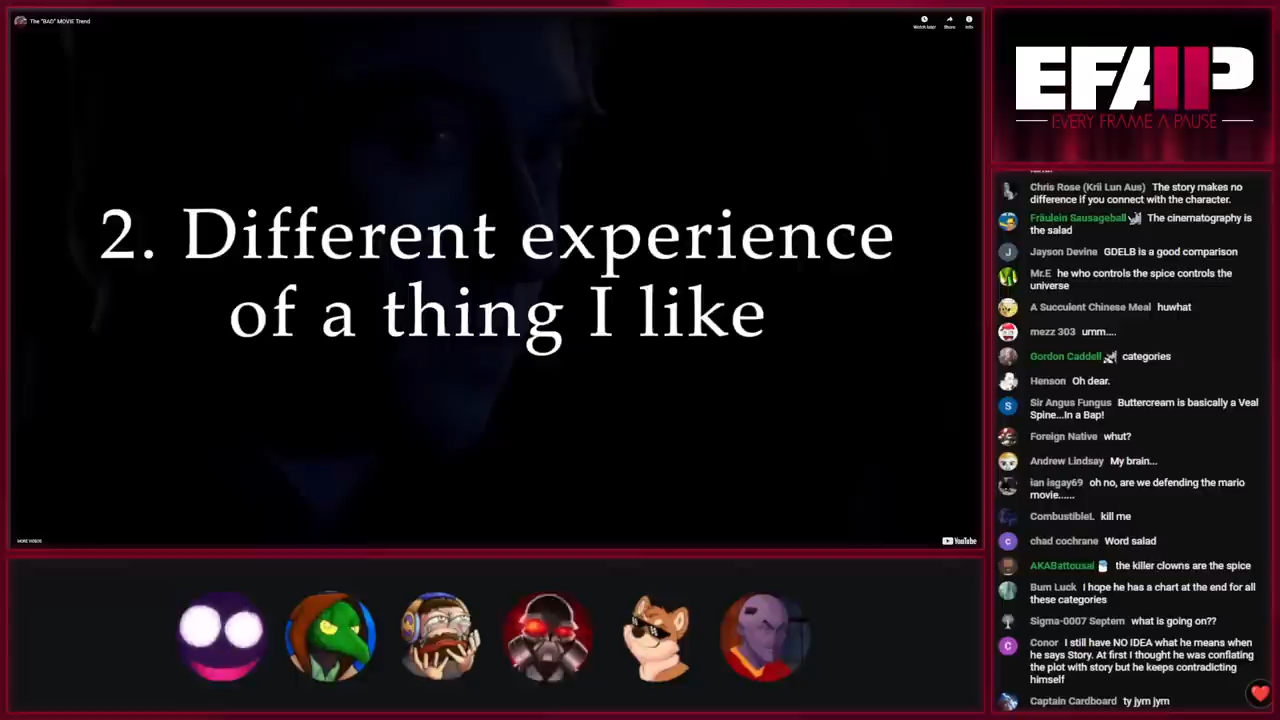 The "BAD" MOVIE Trend
Watch later
Share
Info
2. Different experience
of a thing I like
MORE VIDEOS
YouTube
EFAP
EVERY FRAME A PAUSE
Chris Rose (Krii Lun Aus) The story makes no
difference if you connect with the character.
Fräulein Sausageball The cinematography is
the salad
Jayson Devine GDELB is a good comparison
Mr.E he who controls the spice controls the
universe
A Succulent Chinese Meal huwhat
mezz 303 umm....
Gordon Caddell categories
Henson Oh dear.
S
Sir Angus Fungus Buttercream is basically a Veal
Spine...In a Bap!
Foreign Native whut?
Andrew Lindsay My brain...
ian isgay69 oh no, are we defending the mario
movie......
CombustibleL kill me
chad cochrane Word salad
AKABattousai the killer clowns are the spice
Bum Luck I hope he has a chart at the end for all
these categories
Sigma-0007 Septem what is going on??
Conor I still have NO IDEA what he means when
he says Story. At first I thought he was conflating
the plot with story but he keeps contradicting
himself
Captain Cardboard ty jym jym